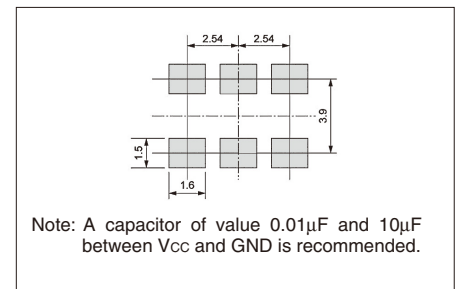 2.54 2.54
3.9
1.5
1.6
Note: A capacitor of value 0.01μF and 10μF
between VCC and GND is recommended.